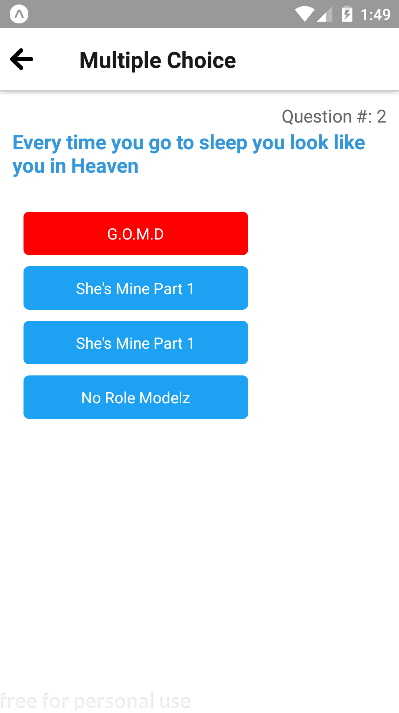 1:49
Multiple Choice
Question #: 2
Every time you go to sleep you look like
you in Heaven
G.O.M.D
She's Mine Part 1
She's Mine Part 1
No Role Modelz
free for personal use